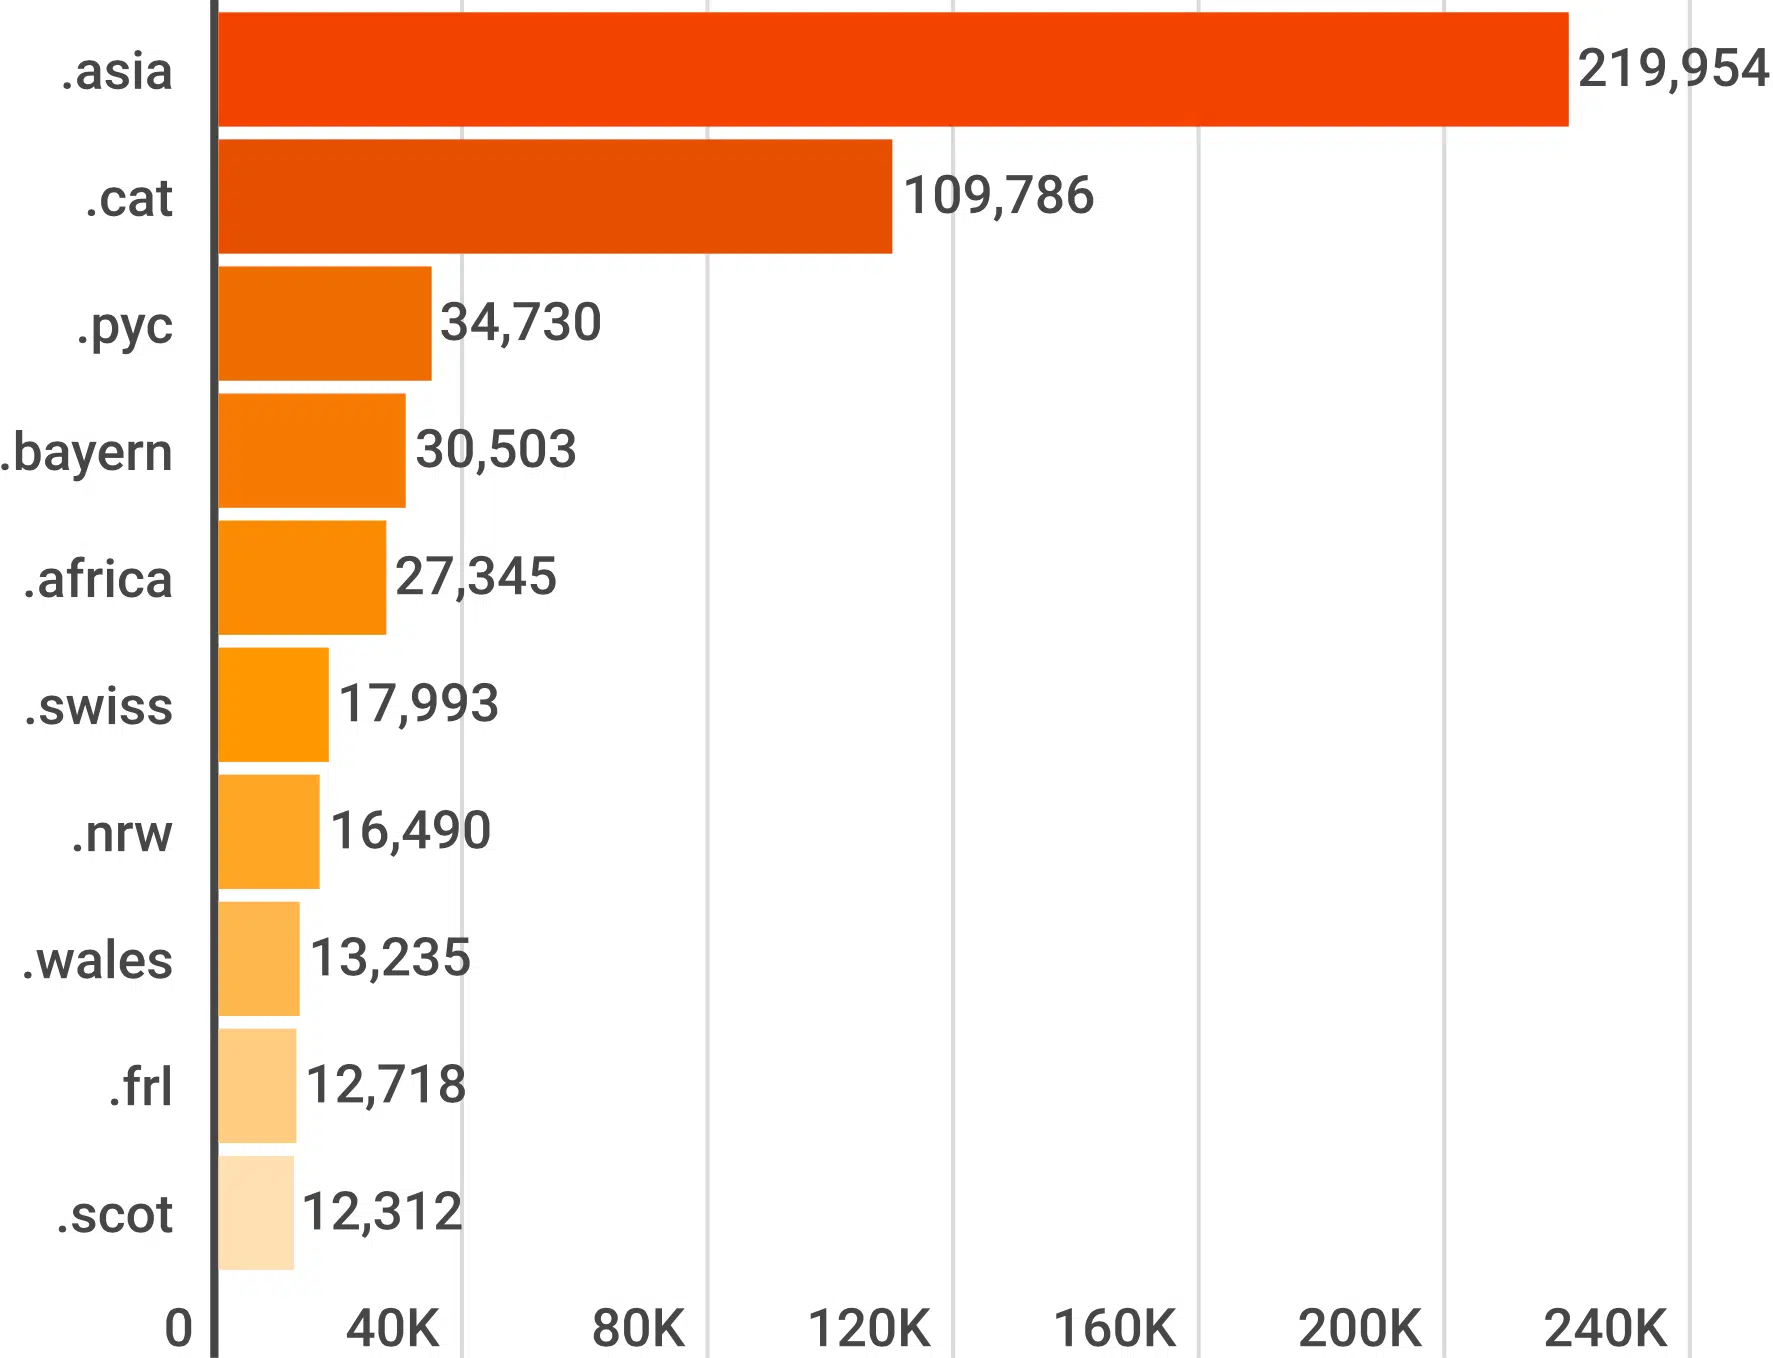 .asia 219,954
.cat 109,786
.pyc 34,730
.bayern 30,503
.africa 27,345
.swiss 17,993
.nrw 16,490
.wales 13,235
.frl 12,718
.scot 12,312
0 40K 80K 120K 160K 200K 240K